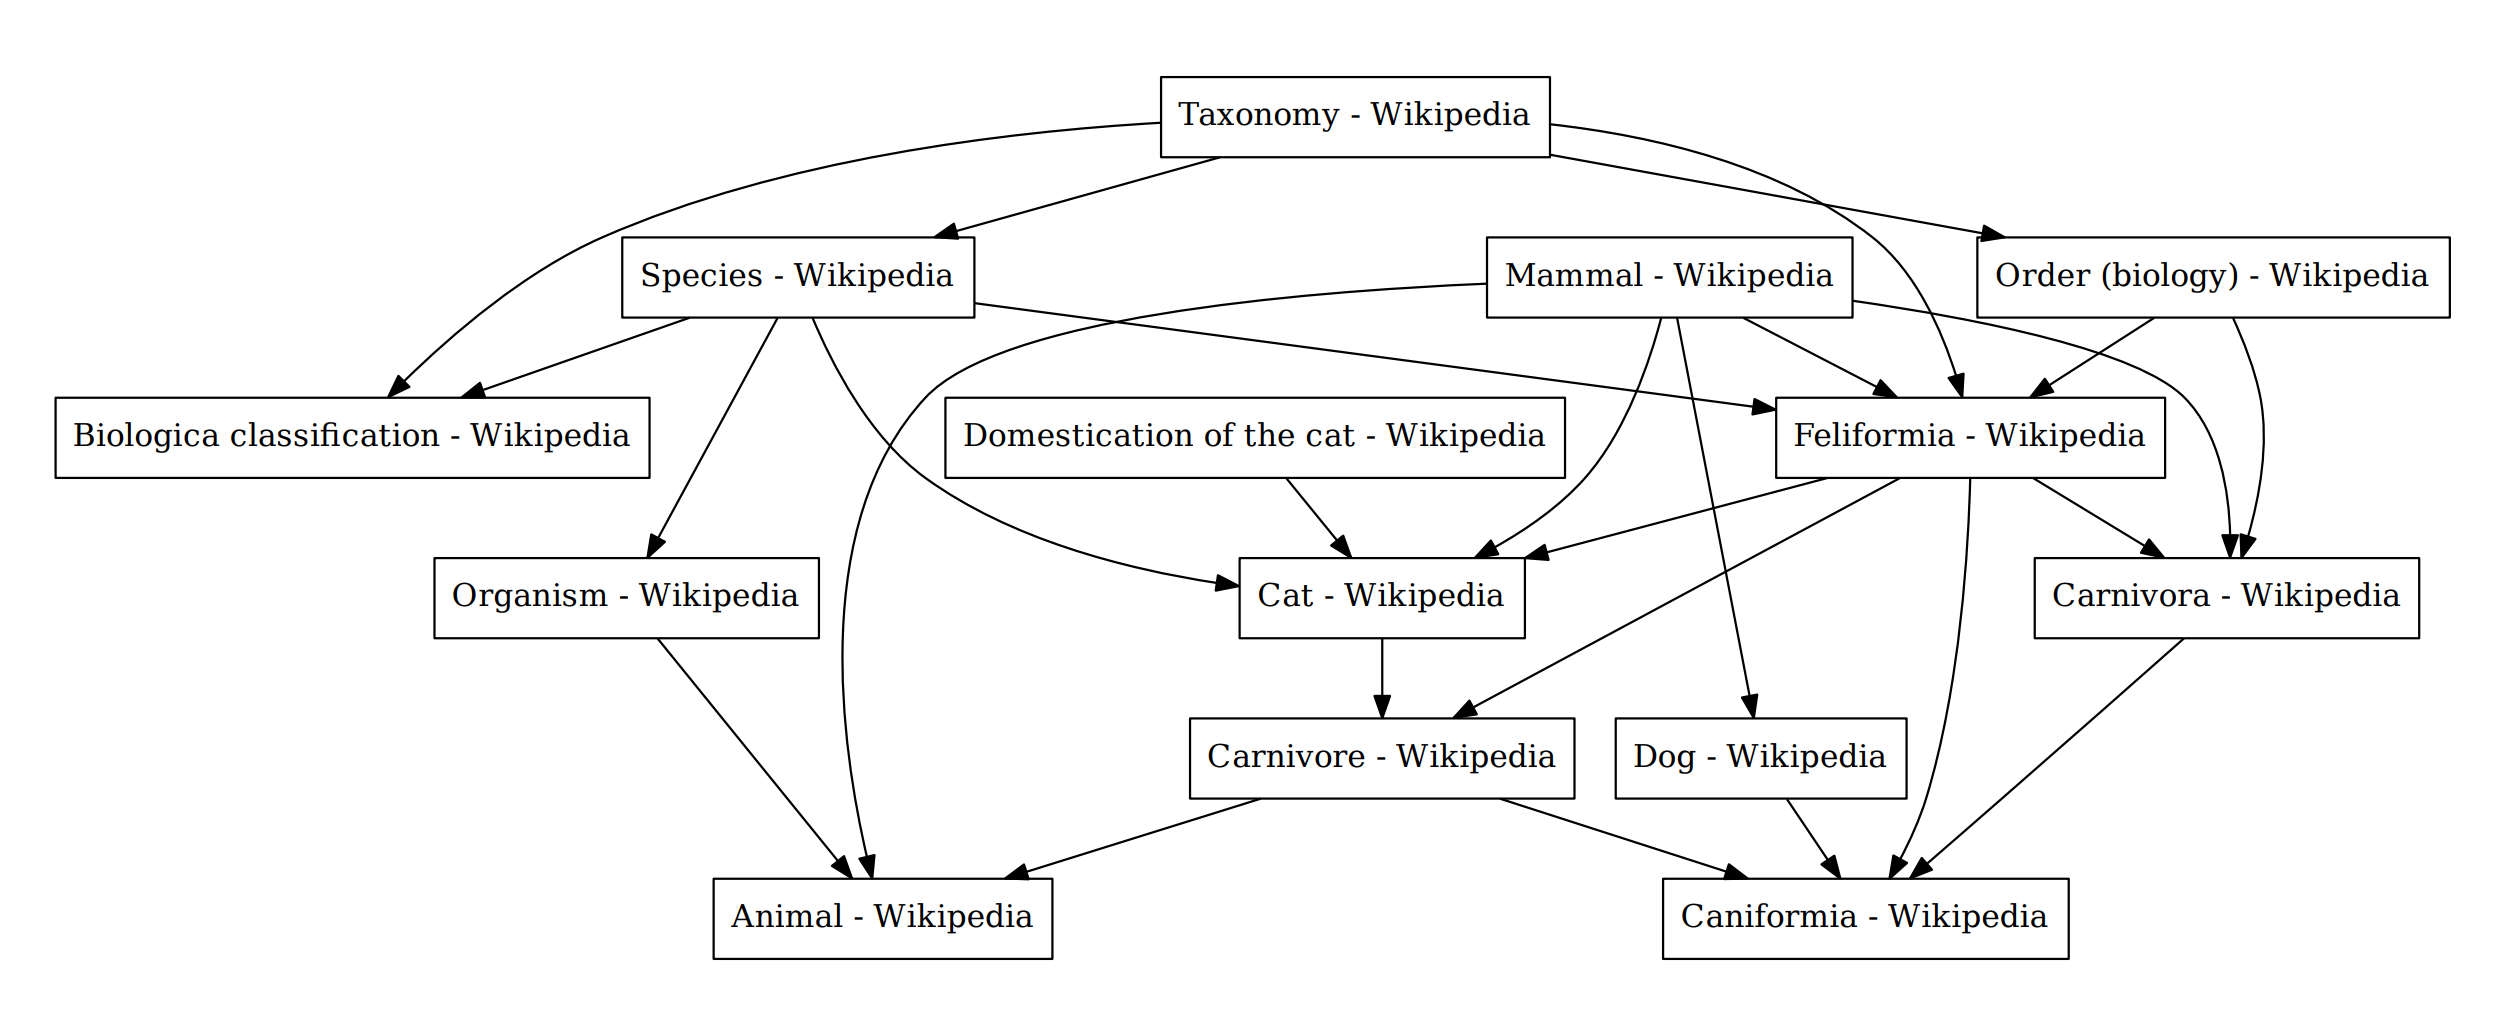 Taxonomy - Wikipedia
Species - Wikipedia
Mammal - Wikipedia
Order (biology) - Wikipedia
Biologica classification - Wikipedia
Domestication of the cat - Wikipedia
Feliformia - Wikipedia
Organism - Wikipedia
Cat - Wikipedia
Carnivora - Wikipedia
Carnivore - Wikipedia
Dog - Wikipedia
Animal - Wikipedia
Caniformia - Wikipedia